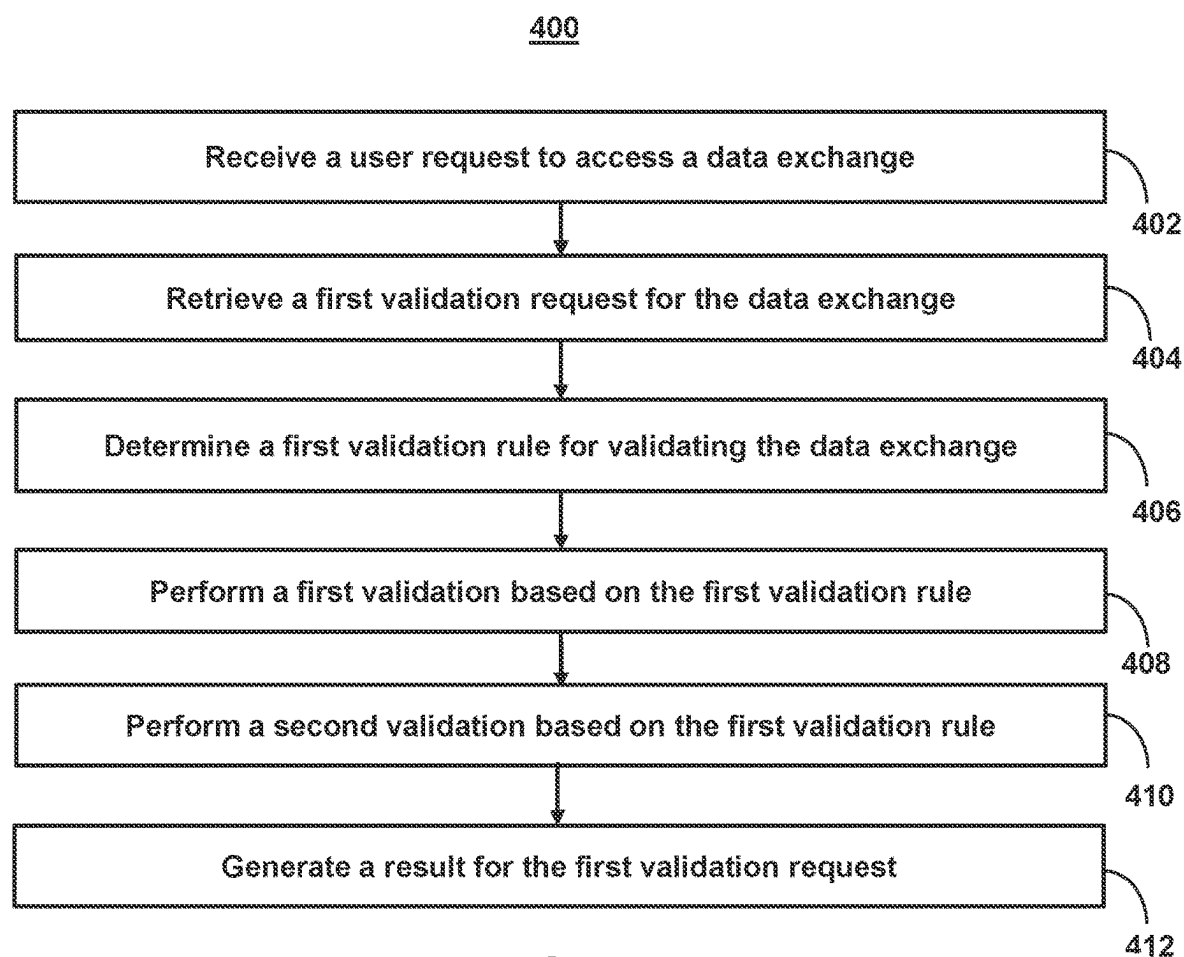 400
Receive a user request to access a data exchange
402
Retrieve a first validation request for the data exchange
404
Determine a first validation rule for validating the data exchange
406
Perform a first validation based on the first validation rule
408
Perform a second validation based on the first validation rule
410
Generate a result for the first validation request
412